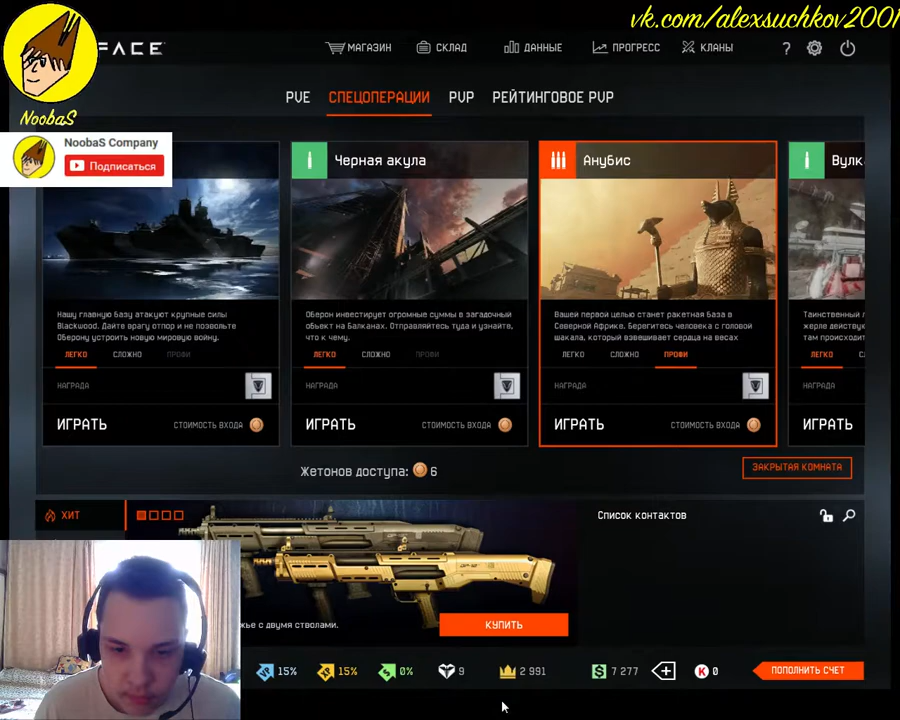 vk.com/alexsuchkov2001
FACE
МАГАЗИН
СКЛАД
ДАННЫЕ
ПРОГРЕСС
КЛАНЫ
?
NoobaS
PVE
СПЕЦОПЕРАЦИИ
PVP
РЕЙТИНГОВОЕ PVP
NoobaS Company
Подписаться
Черная акула
Анубис
Вулк
Нашу главную базу атакуют крупные силы
Blackwood. Дайте врагу отпор и не позвольте
Оберону устроить новую мировую войну.
ЛЕГКО
СЛОЖНО
ПРОФИ
НАГРАДА
ИГРАТЬ
СТОИМОСТЬ ВХОДА
Оберон инвестирует огромные суммы в загадочный
объект на Балканах. Отправляйтесь туда и узнайте,
что к чему.
ЛЕГКО
СЛОЖНО
ПРОФИ
НАГРАДА
ИГРАТЬ
СТОИМОСТЬ ВХОДА
Вашей первой целью станет ракетная база в
Северной Африке. Берегитесь человека с головой
шакала, который взвешивает сердца на весах
ЛЕГКО
СЛОЖНО
ПРОФИ
НАГРАДА
ИГРАТЬ
СТОИМОСТЬ ВХОДА
Таинственный л
жерле действую
там происходит
ЛЕГКО
НАГРАДА
ИГРАТЬ
Жетонов доступа: 6
ЗАКРЫТАЯ КОМНАТА
ХИТ
Список контактов
жье с двумя стволами.
КУПИТЬ
15%
15%
0%
9
2 991
$ 7 277
K 0
ПОПОЛНИТЬ СЧЕТ